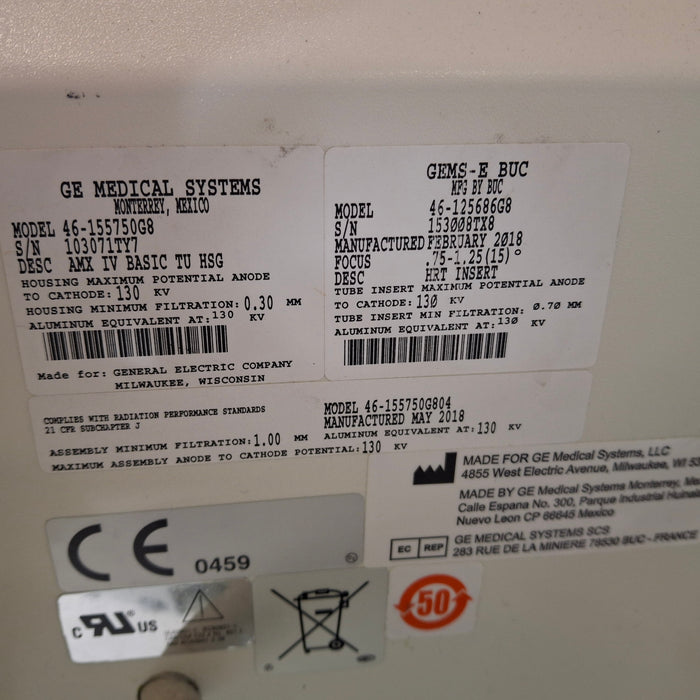 GE MEDICAL SYSTEMS
MONTERREY, MEXICO
MODEL 46-155750G8
S/N 103071TY7
DESC AMX IV BASIC TU HSG
HOUSING MAXIMUM POTENTIAL ANODE
TO CATHODE: 130 KV
HOUSING MINIMUM FILTRATION: 0.30 MM
ALUMINUM EQUIVALENT AT: 130 KV
Made for: GENERAL ELECTRIC COMPANY
MILWAUKEE, WISCONSIN
GEMS-E BUC
MFG BY BUC
MODEL 46-125686G8
S/N 153008TX8
MANUFACTURED FEBRUARY 2018
FOCUS .75-1.25(15)°
DESC HRT INSERT
TUBE INSERT MAXIMUM POTENTIAL ANODE
TO CATHODE: 130 KV
TUBE INSERT MIN FILTRATION: 0.70 MM
ALUMINUM EQUIVALENT AT: 130 KV
COMPLIES WITH RADIATION PERFORMANCE STANDARDS
21 CFR SUBCHAPTER J
MODEL 46-155750G804
MANUFACTURED MAY 2018
ASSEMBLY MINIMUM FILTRATION: 1.00 MM ALUMINUM EQUIVALENT AT: 130 KV
MAXIMUM ASSEMBLY ANODE TO CATHODE POTENTIAL: 130 KV
MADE FOR GE Medical Systems, LLC
4855 West Electric Avenue, Milwaukee, WI 53
MADE BY GE Medical Systems Monterrey, Me
Calle Espana No. 300, Parque Industrial Huin
Nuevo Leon CP 66645 Mexico
EC REP GE MEDICAL SYSTEMS SCS
283 RUE DE LA MINIERE 78530 BUC - FRANCE
CE 0459
c RU ® US
50